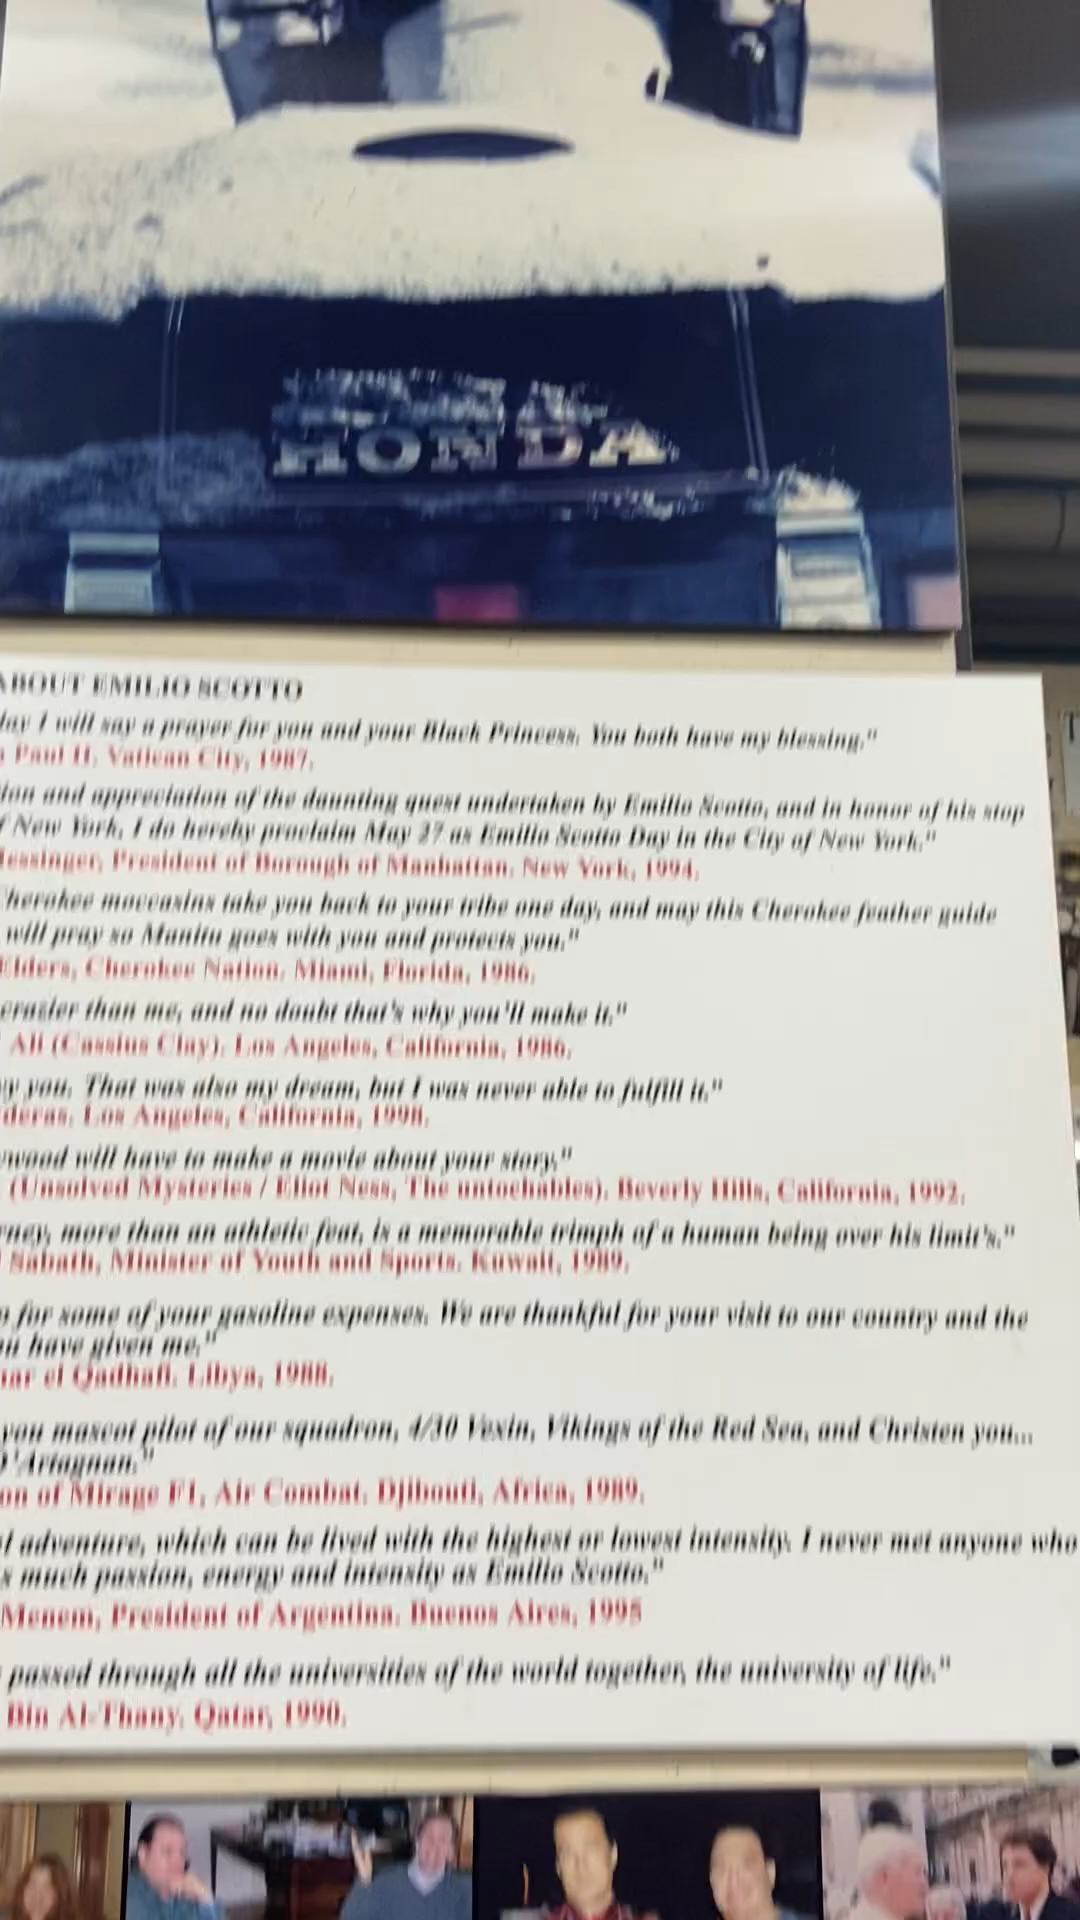 HONDA
ABOUT EMILIO SCOTTO
day I will say a prayer for you and your Black Princess. You both have my blessing."
Paul II. Vatican City, 1987.
ion and appreciation of the daunting quest undertaken by Emilio Scotto, and in honor of his stop
f New York, I do hereby proclaim May 27 as Emilio Scotto Day in the City of New York."
Messinger, President of Borough of Manhattan. New York, 1994.
Cherokee moccasins take you back to your tribe one day, and may this Cherokee feather guide
will pray so Manitu goes with you and protects you."
Elders, Cherokee Nation. Miami, Florida, 1986.
crazier than me, and no doubt that's why you'll make it."
Ali (Cassius Clay). Los Angeles, California, 1986.
vy you. That was also my dream, but I was never able to fulfill it."
deras. Los Angeles, California, 1998.
ywood will have to make a movie about your story."
(Unsolved Mysteries / Eliot Ness, The untochables). Beverly Hills, California, 1992.
rney, more than an athletic feat, is a memorable trimph of a human being over his limit's."
Sabath, Minister of Youth and Sports. Kuwait, 1989.
for some of your gasoline expenses. We are thankful for your visit to our country and the
u have given me."
ar el Qadhafi. Libya, 1988.
you mascot pilot of our squadron, 4/30 Vexin, Vikings of the Red Sea, and Christen you...
D'Artagnan."
on of Mirage F1, Air Combat. Djibouti, Africa, 1989.
l adventure, which can be lived with the highest or lowest intensity. I never met anyone who
s much passion, energy and intensity as Emilio Scotto."
Menem, President of Argentina. Buenos Aires, 1995
passed through all the universities of the world together, the university of life."
Bin Al-Thany. Qatar, 1990.